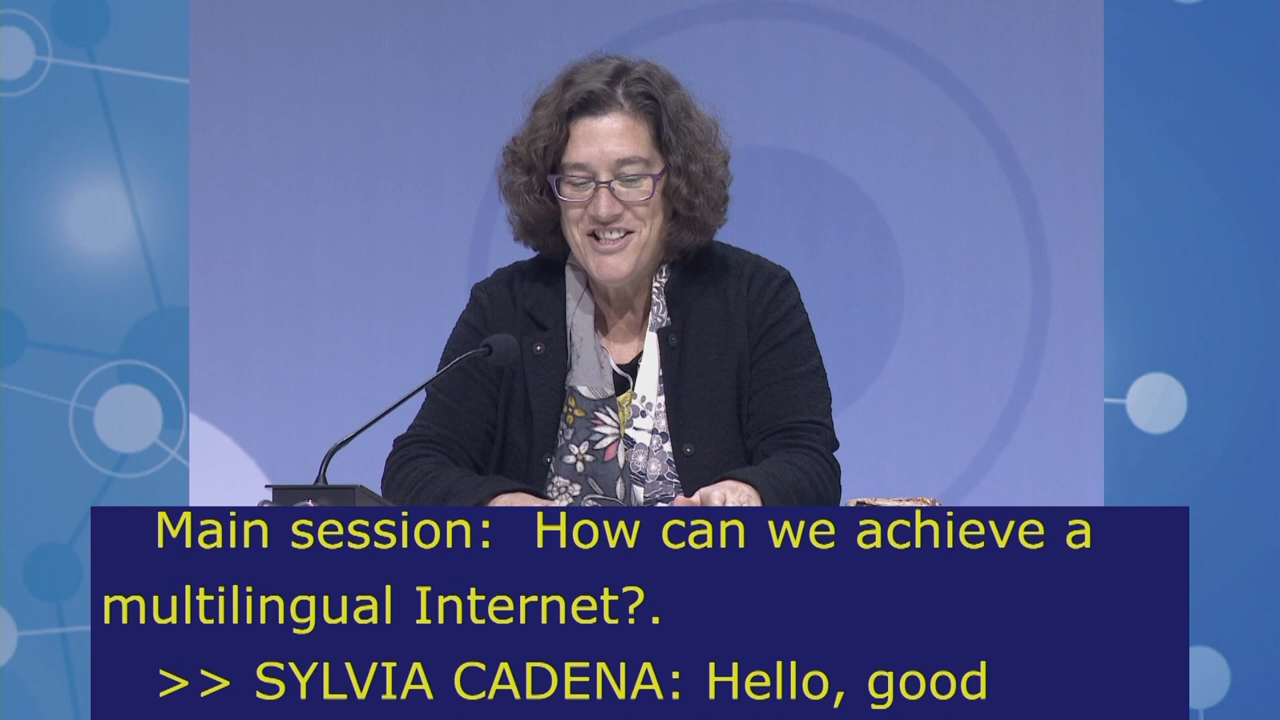 Main session:  How can we achieve a
multilingual Internet?.
>> SYLVIA CADENA: Hello, good